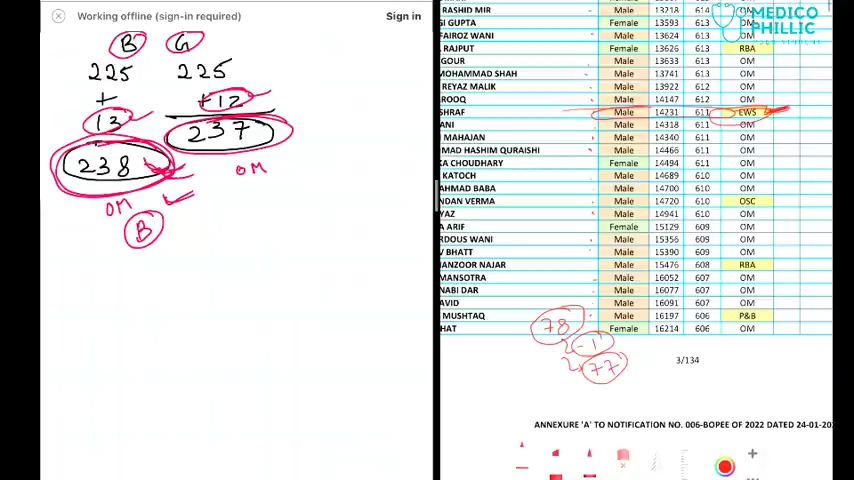 Working offline (sign-in required) Sign in
B G
225 225
+ +12
13 237
238 OM
OM
B
MEDICO
PHILLIC
Male 13218 614 OM
GI GUPTA Female 13593 613 OM
FAIROZ WANI Male 13624 613 OM
RAJPUT Female 13626 613 RBA
GOUR Male 13633 613 OM
MOHAMMAD SHAH Male 13741 613 OM
REYAZ MALIK Male 13922 612 OM
AROOQ Male 14147 612 OM
SHRAF Male 14231 611 EWS
ANI Male 14318 611 OM
MAHAJAN Male 14340 611 OM
MAD HASHIM QURAISHI Male 14466 611 OM
KA CHOUDHARY Female 14494 611 OM
KATOCH Male 14689 610 OM
AHMAD BABA Male 14700 610 OM
NDAN VERMA Male 14720 610 OSC
YAZ Male 14941 610 OM
A ARIF Female 15129 609 OM
RDOUS WANI Male 15356 609 OM
V BHATT Male 15390 609 OM
MANZOOR NAJAR Male 15476 608 RBA
MANSOTRA Male 16052 607 OM
NABI DAR Male 16077 607 OM
AVID Male 16091 607 OM
MUSHTAQ Male 16197 606 P&B
HAT Female 16214 606 OM
78
-1
77
3/134
ANNEXURE 'A' TO NOTIFICATION NO. 006-BOPEE OF 2022 DATED 24-01-20